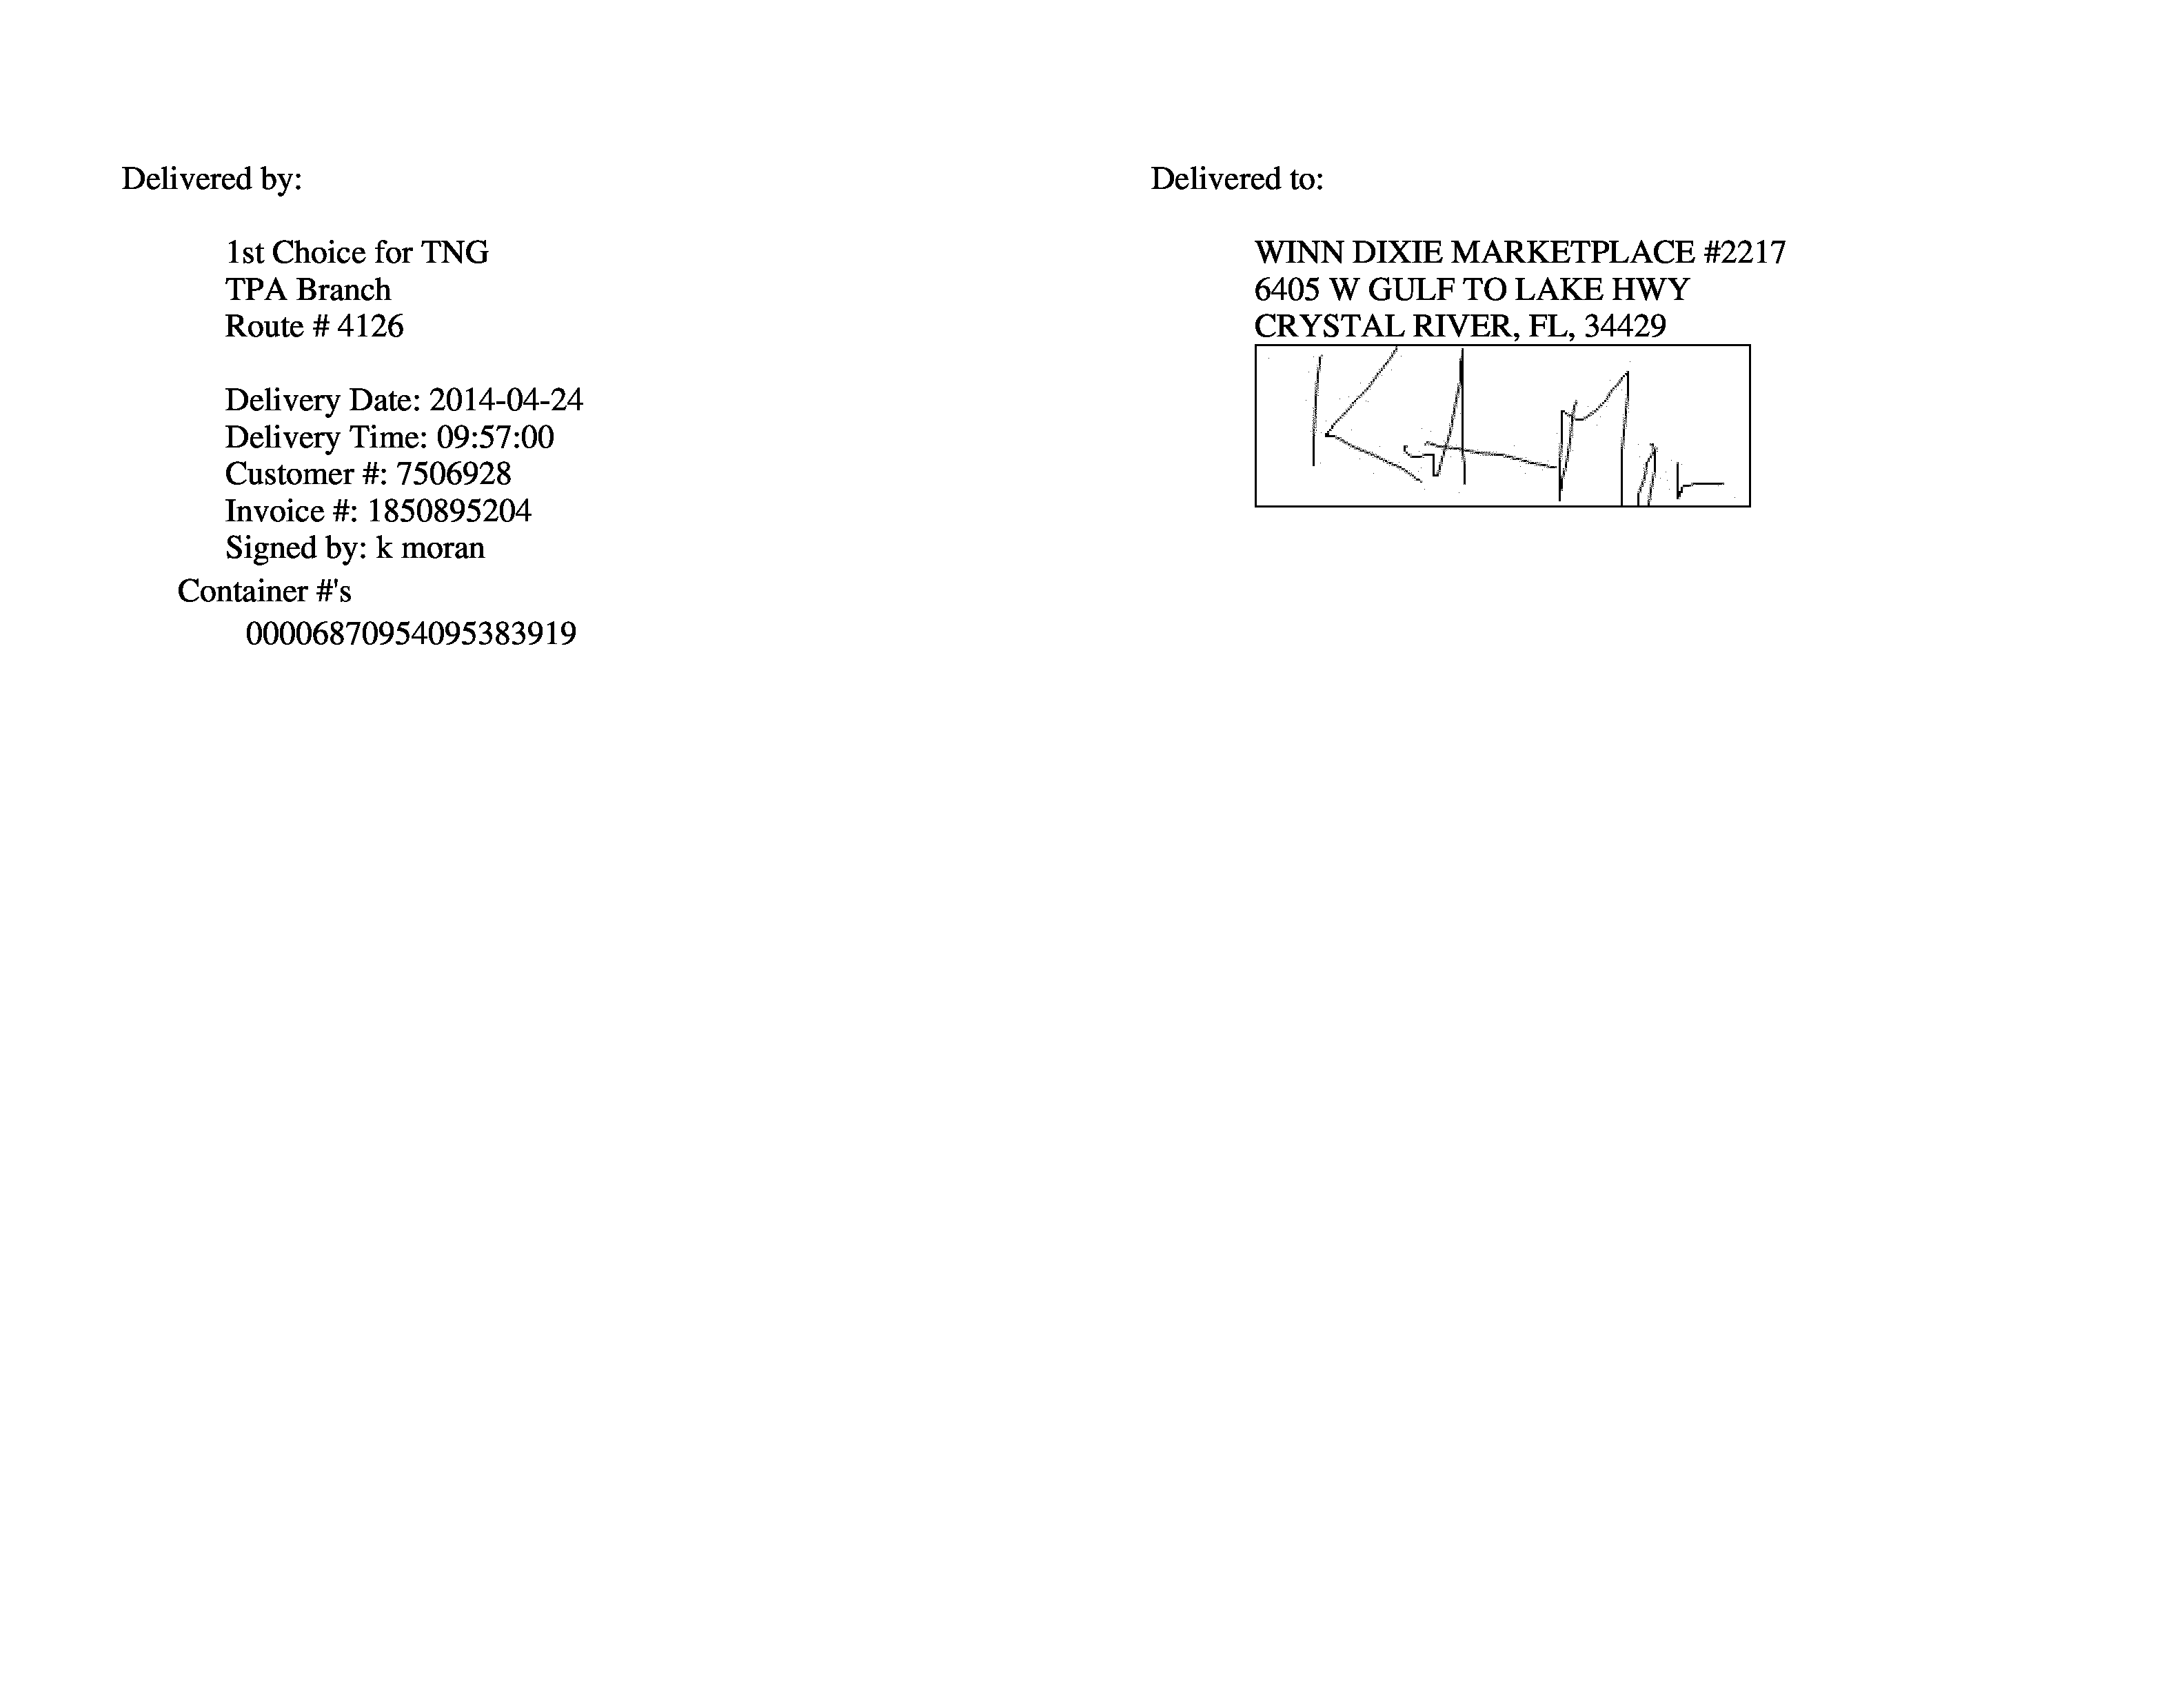 Delivered by:
1st Choice for TNG
TPA Branch
Route # 4126
Delivery Date: 2014-04-24
Delivery Time: 09:57:00
Customer #: 7506928
Invoice #: 1850895204
Signed by: k moran
Container #'s
00006870954095383919
Delivered to:
WINN DIXIE MARKETPLACE #2217
6405 W GULF TO LAKE HWY
CRYSTAL RIVER, FL, 34429